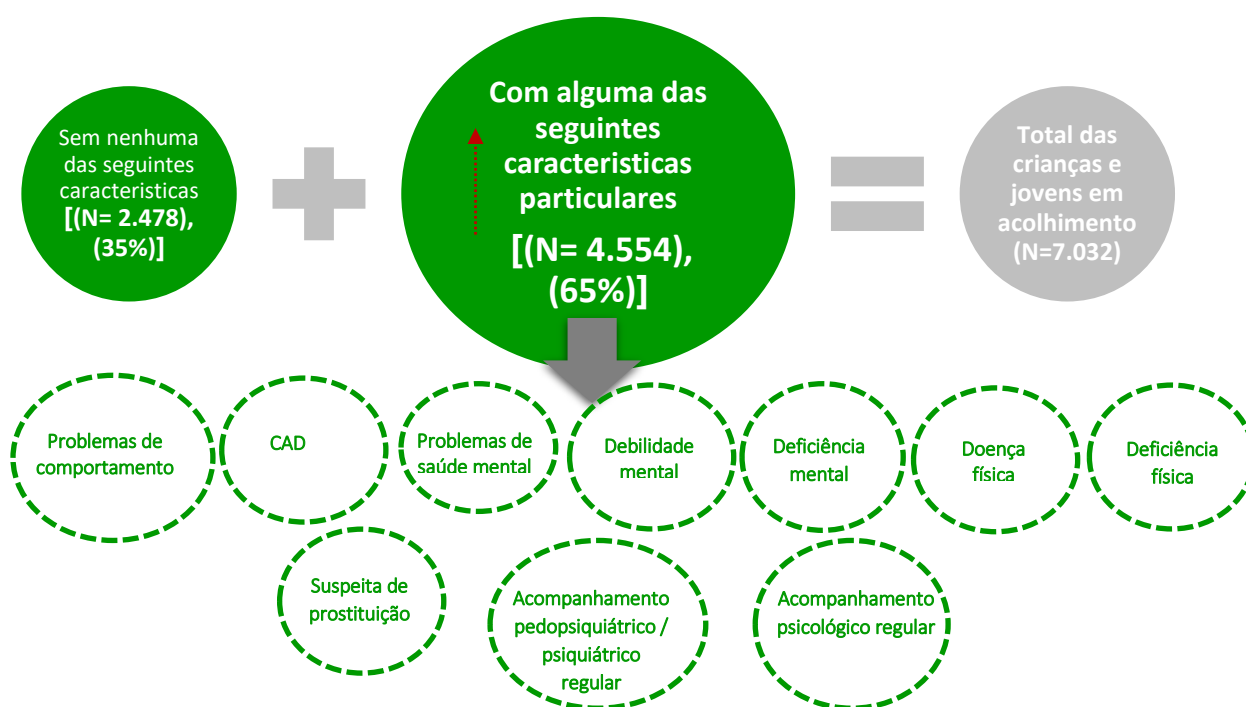 Sem nenhuma
das seguintes
caracteristicas
[(N= 2.478),
(35%)]
Com alguma das
seguintes
caracteristicas
particulares
[(N= 4.554),
(65%)]
Total das
crianças e
jovens em
acolhimento
(N=7.032)
Problemas de
comportamento
CAD
Problemas de
saúde mental
Debilidade
mental
Deficiência
mental
Doença
física
Deficiência
física
Suspeita de
prostituição
Acompanhamento
pedopsiquiátrico /
psiquiátrico
regular
Acompanhamento
psicológico regular